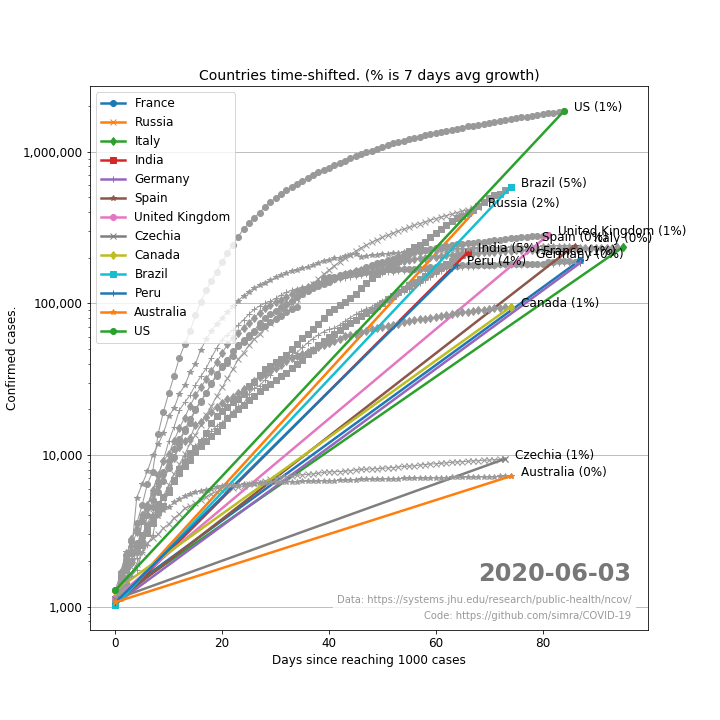 Countries time-shifted. (% is 7 days avg growth)
France
Russia
Italy
India
Germany
Spain
United Kingdom
Czechia
Canada
Brazil
Peru
Australia
US
US (1%)
Brazil (5%)
Russia (2%)
United Kingdom (1%)
Spain (0%)
Italy (0%)
India (5%)
France (1%)
Germany (0%)
Peru (4%)
Canada (1%)
Czechia (1%)
Australia (0%)
1,000,000
100,000
10,000
1,000
Confirmed cases.
2020-06-03
Data: https://systems.jhu.edu/research/public-health/ncov/
Code: https://github.com/simra/COVID-19
0 20 40 60 80
Days since reaching 1000 cases